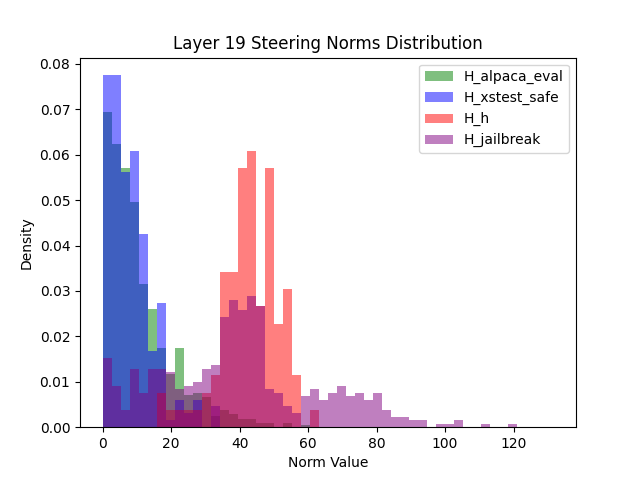 Layer 19 Steering Norms Distribution
H_alpaca_eval
H_xstest_safe
H_h
H_jailbreak
Density
0.08
0.07
0.06
0.05
0.04
0.03
0.02
0.01
0.00
0 20 40 60 80 100 120
Norm Value